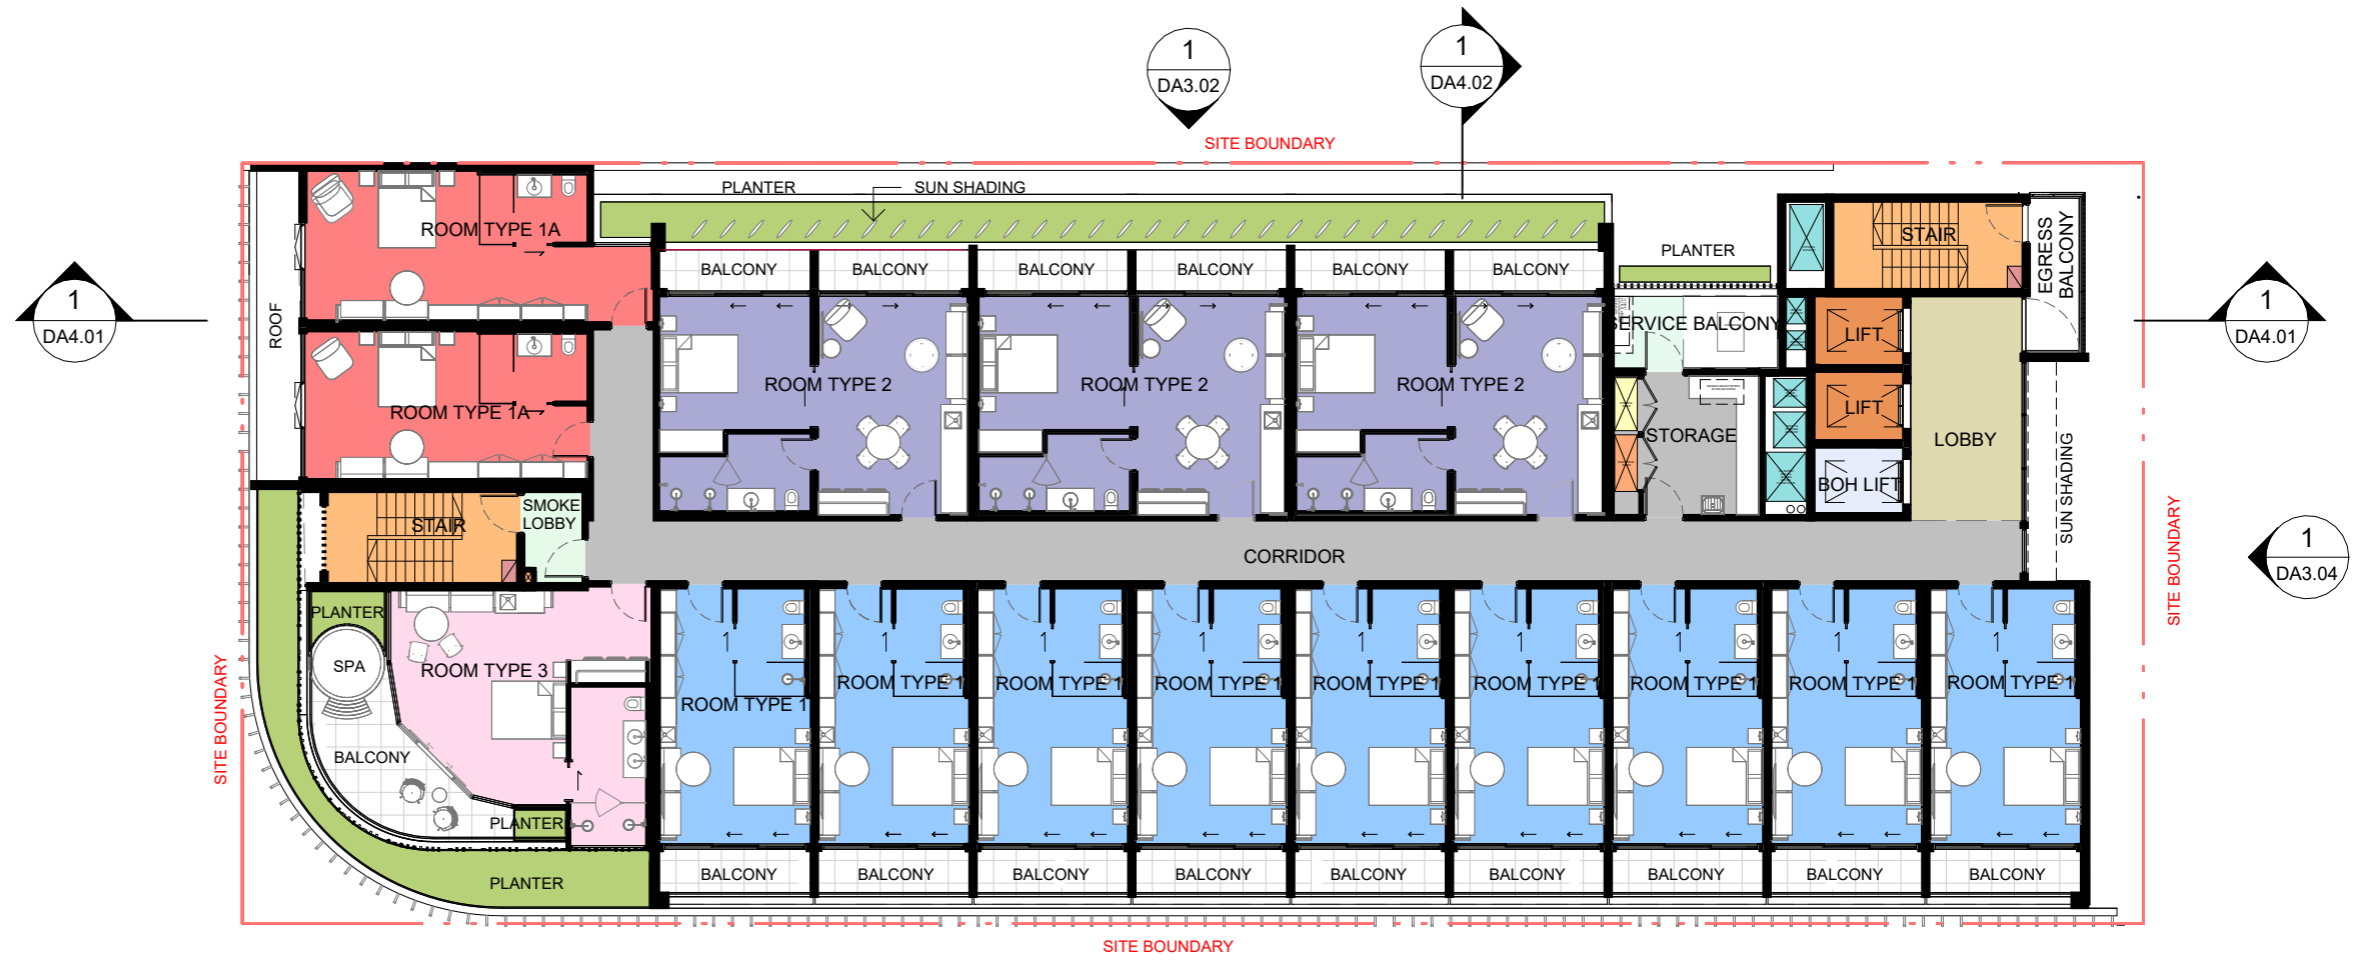 1
DA3.02
1
DA4.02
SITE BOUNDARY
PLANTER
SUN SHADING
ROOM TYPE 1A
STAIR
EGRESS
BALCONY
PLANTER
BALCONY
BALCONY
BALCONY
BALCONY
BALCONY
BALCONY
1
DA4.01
ROOF
SERVICE BALCONY
LIFT
1
DA4.01
ROOM TYPE 1A
ROOM TYPE 2
ROOM TYPE 2
ROOM TYPE 2
LIFT
STORAGE
LOBBY
BOH LIFT
SUN SHADING
SITE BOUNDARY
STAIR
SMOKE
LOBBY
CORRIDOR
1
DA3.04
PLANTER
SPA
ROOM TYPE 3
ROOM TYPE 1
ROOM TYPE 1
ROOM TYPE 1
ROOM TYPE 1
ROOM TYPE 1
ROOM TYPE 1
ROOM TYPE 1
ROOM TYPE 1
ROOM TYPE 1
SITE BOUNDARY
BALCONY
PLANTER
PLANTER
BALCONY
BALCONY
BALCONY
BALCONY
BALCONY
BALCONY
BALCONY
BALCONY
BALCONY
SITE BOUNDARY